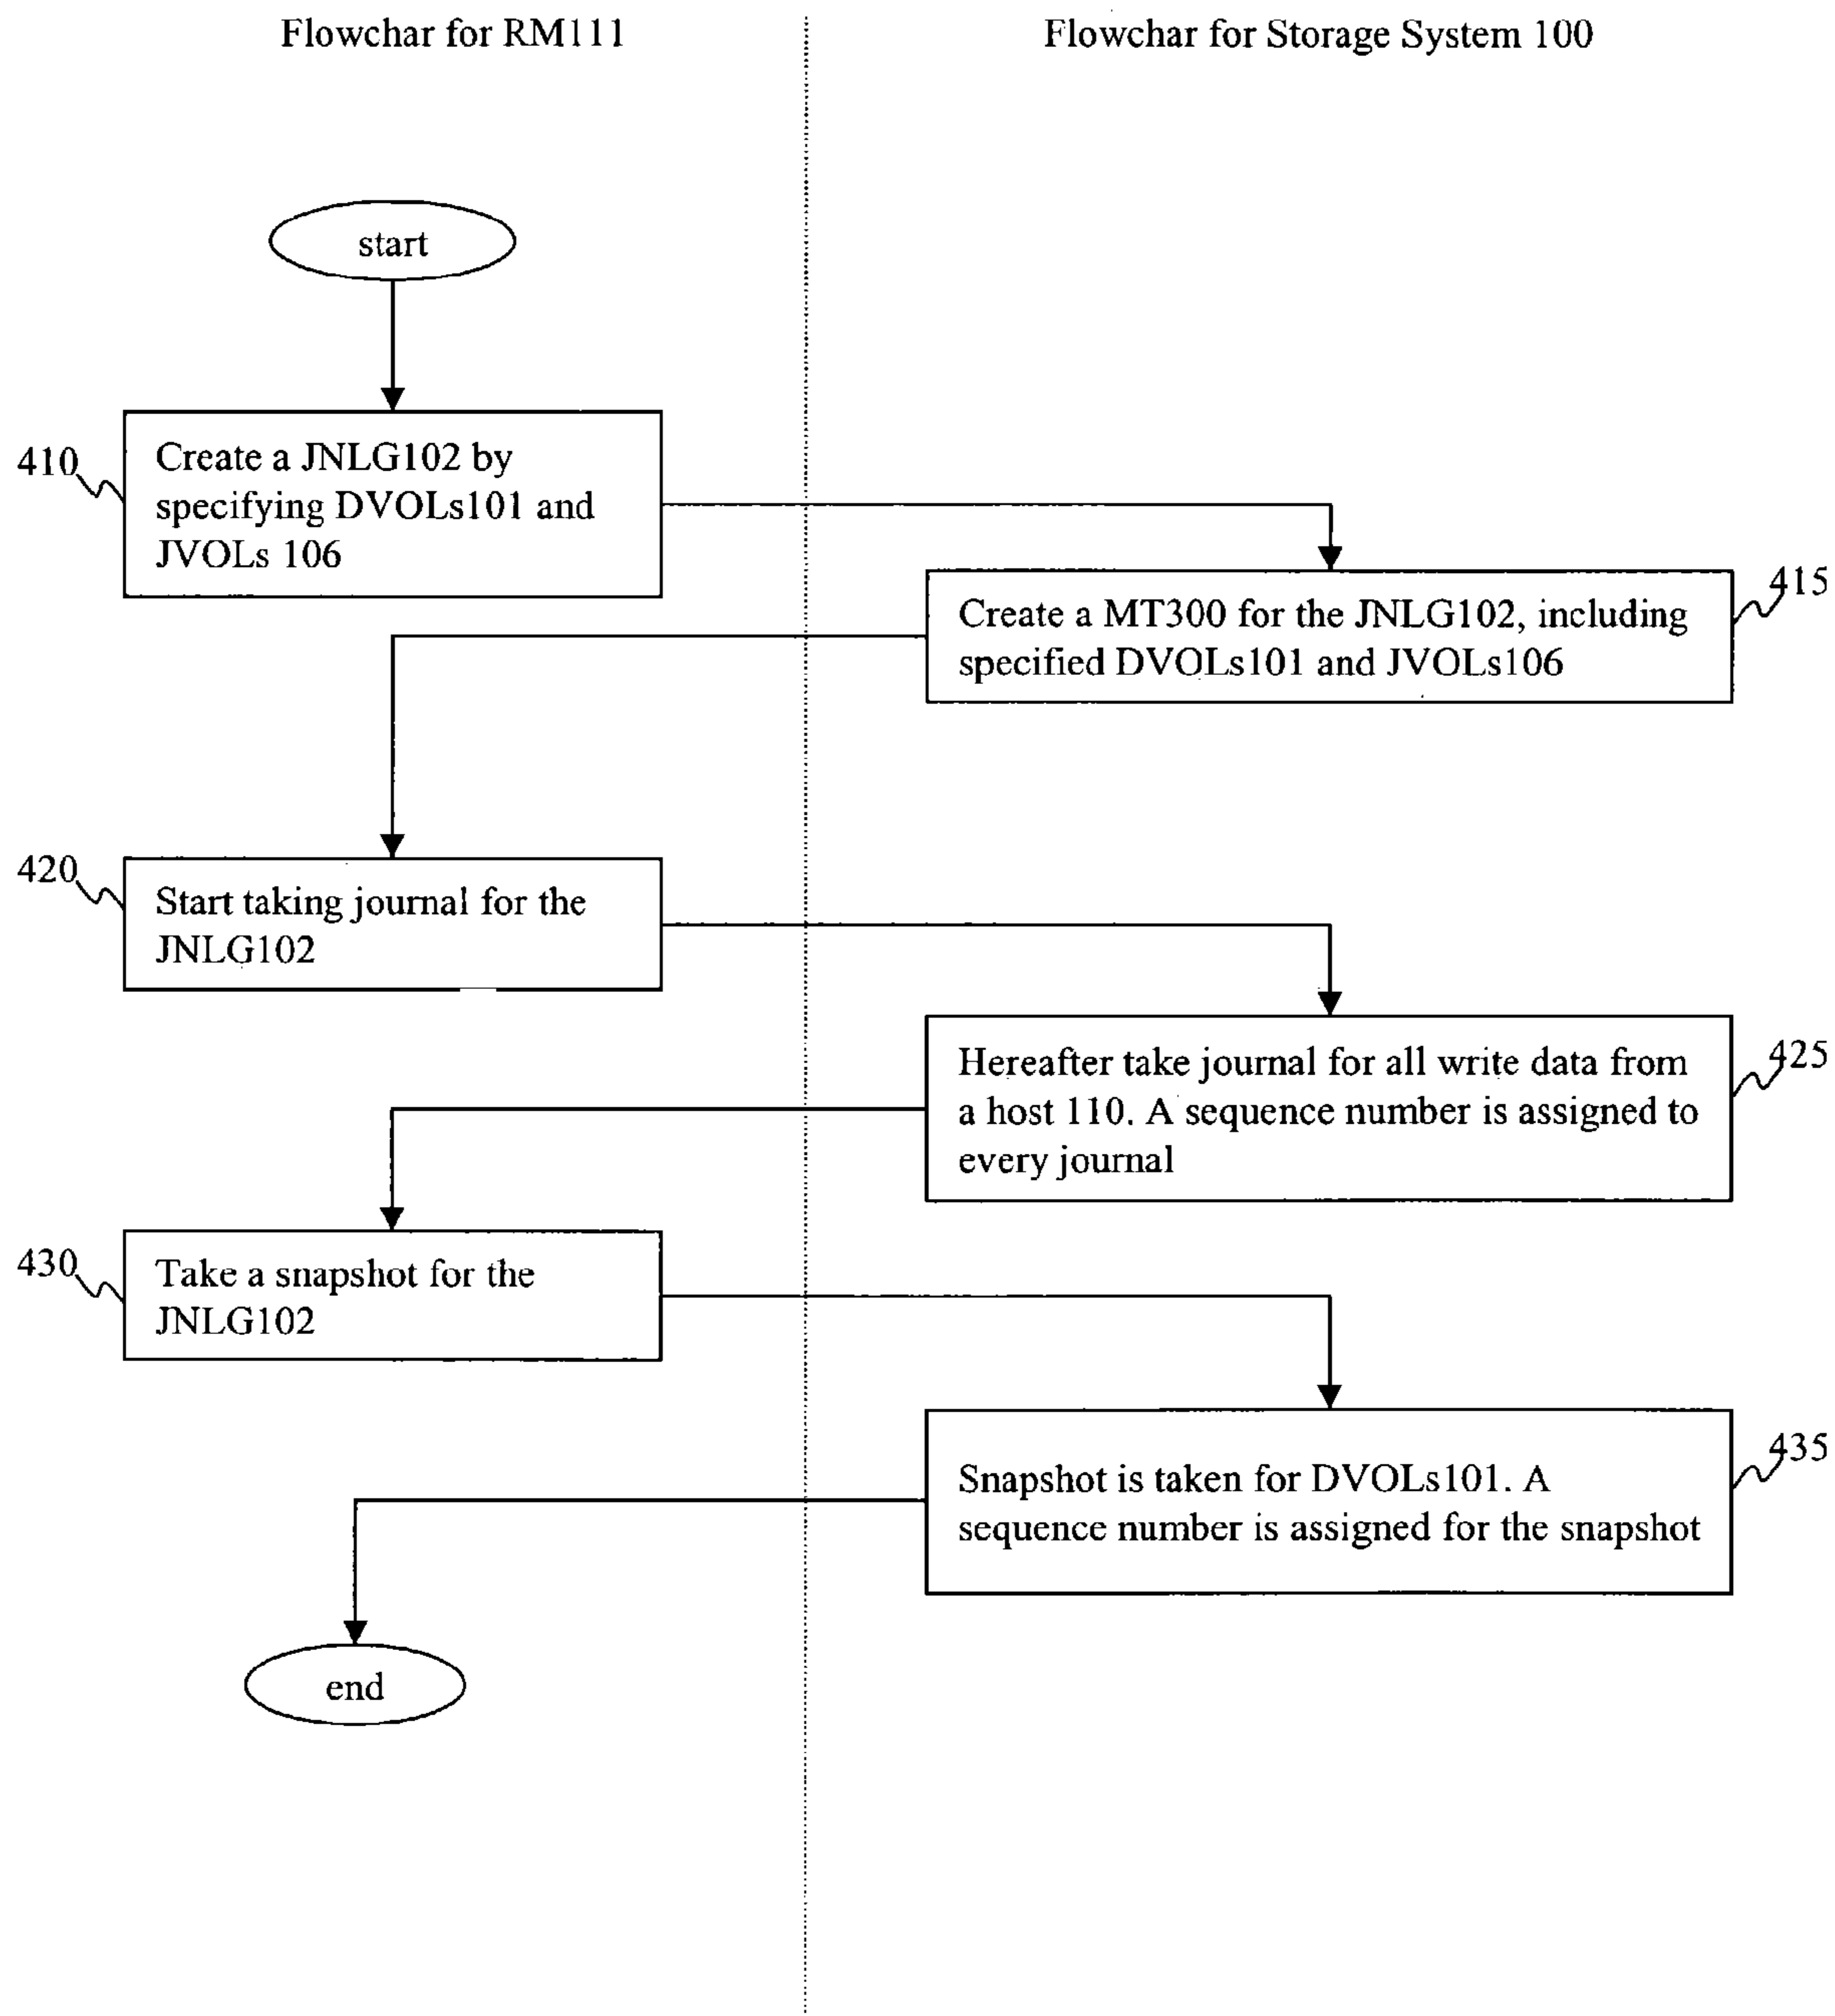 Flowchar for RM111
Flowchar for Storage System 100
start
410
Create a JNLG102 by
specifying DVOLs101 and
JVOLs 106
415
Create a MT300 for the JNLG102, including
specified DVOLs101 and JVOLs106
420
Start taking journal for the
JNLG102
425
Hereafter take journal for all write data from
a host 110. A sequence number is assigned to
every journal
430
Take a snapshot for the
JNLG102
435
Snapshot is taken for DVOLs101. A
sequence number is assigned for the snapshot
end